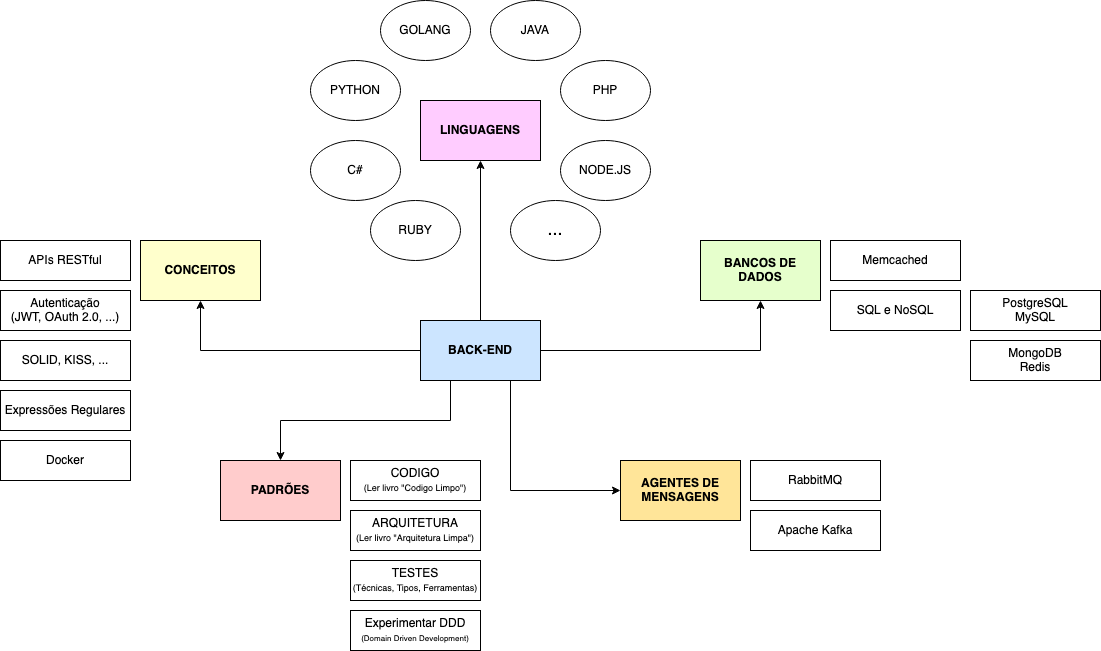 GOLANG
JAVA
PYTHON
PHP
LINGUAGENS
C#
NODE.JS
RUBY
...
APIs RESTful
CONCEITOS
Autenticação
(JWT, OAuth 2.0, ...)
SOLID, KISS, ...
Expressões Regulares
Docker
BANCOS DE
DADOS
Memcached
SQL e NoSQL
PostgreSQL
MySQL
MongoDB
Redis
BACK-END
PADRÕES
CODIGO
(Ler livro "Codigo Limpo")
ARQUITETURA
(Ler livro "Arquitetura Limpa")
TESTES
(Técnicas, Tipos, Ferramentas)
Experimentar DDD
(Domain Driven Development)
AGENTES DE
MENSAGENS
RabbitMQ
Apache Kafka